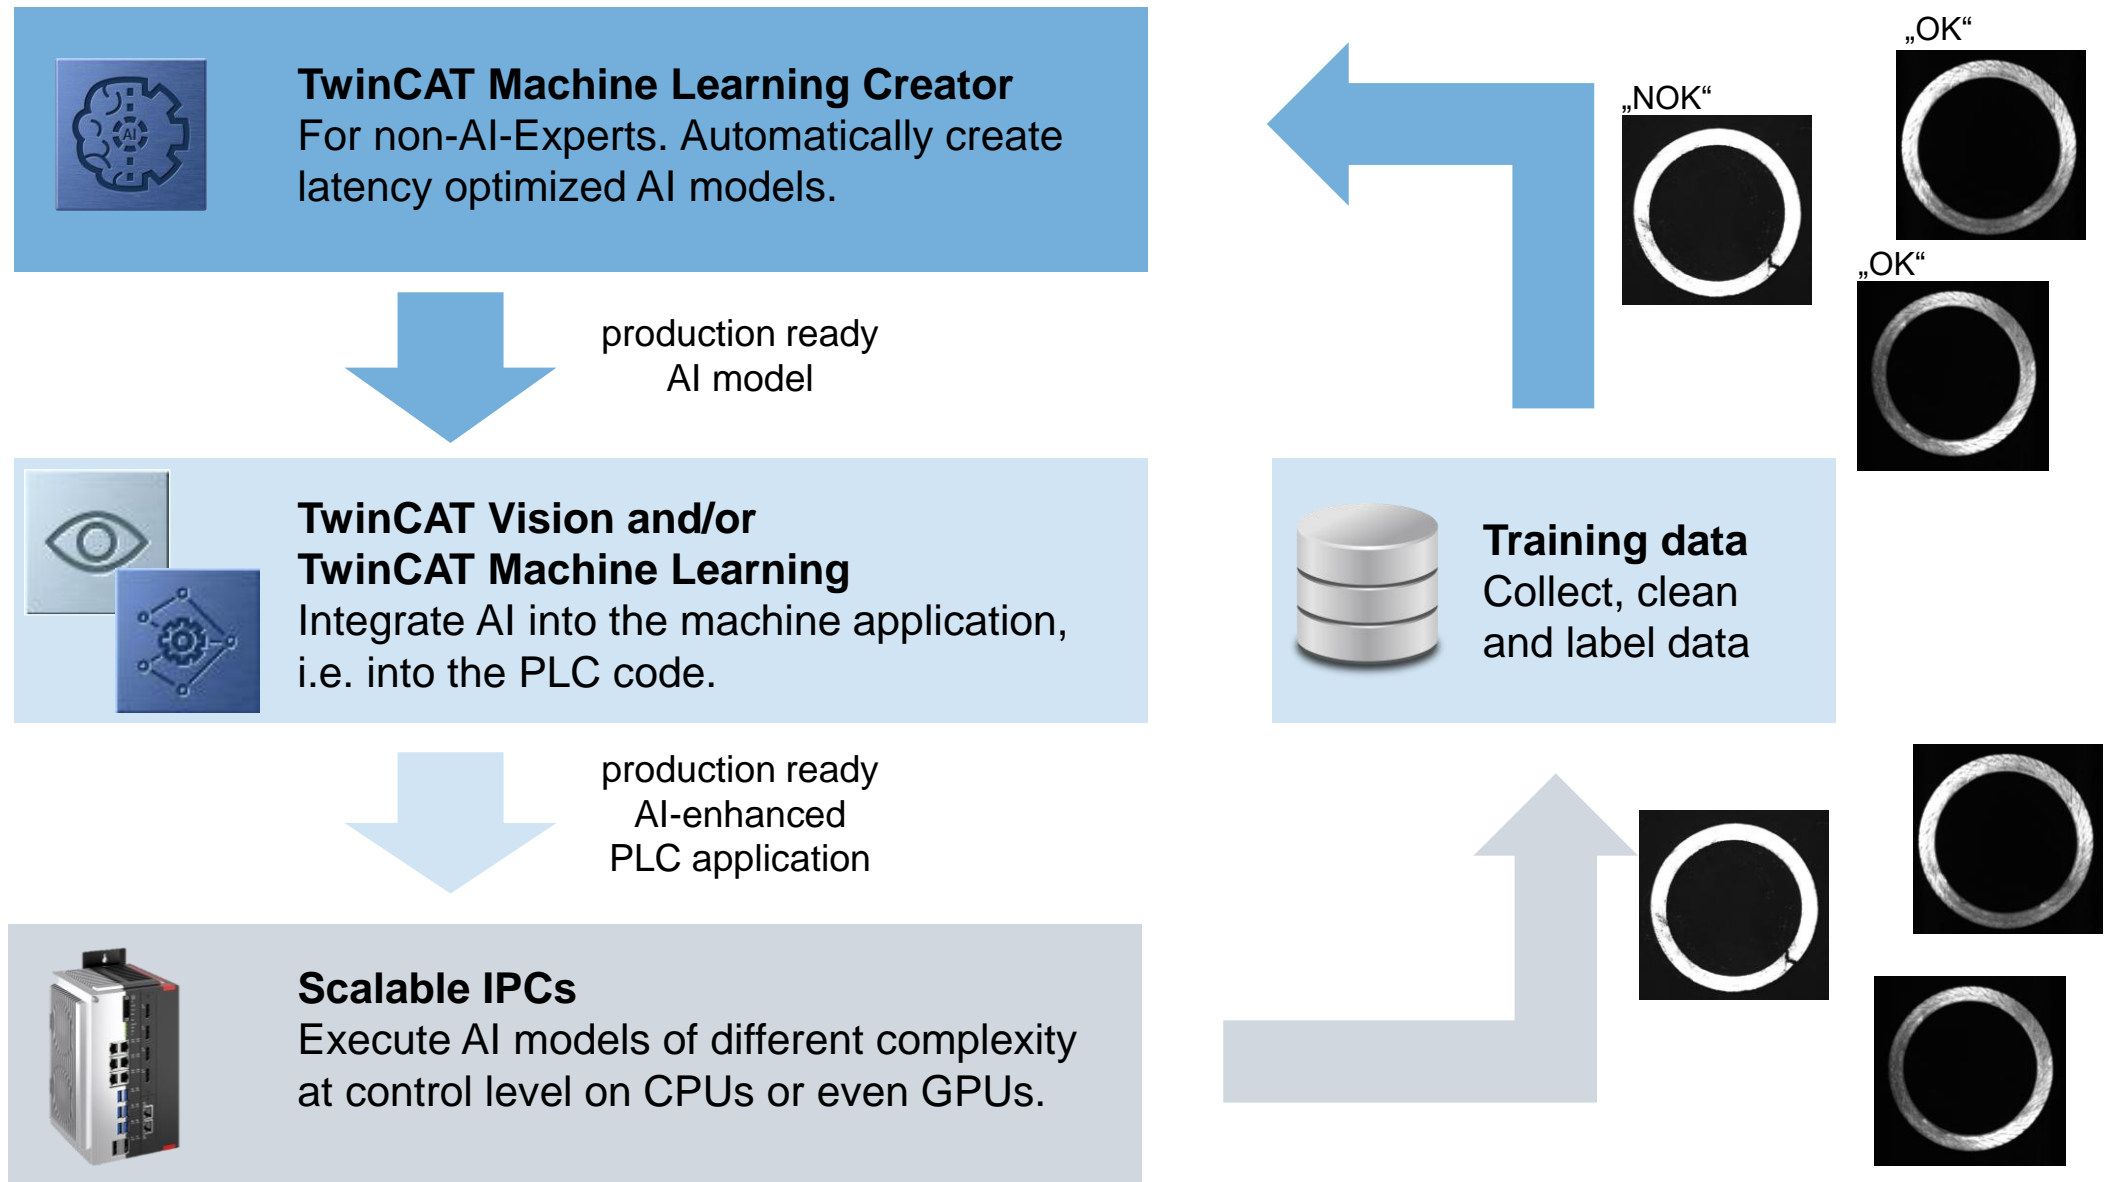 TwinCAT Machine Learning Creator
For non-AI-Experts. Automatically create
latency optimized AI models.
AI
production ready
AI model
TwinCAT Vision and/or
TwinCAT Machine Learning
Integrate AI into the machine application,
i.e. into the PLC code.
production ready
AI-enhanced
PLC application
Scalable IPCs
Execute AI models of different complexity
at control level on CPUs or even GPUs.
„OK“
„NOK“
„OK“
Training data
Collect, clean
and label data